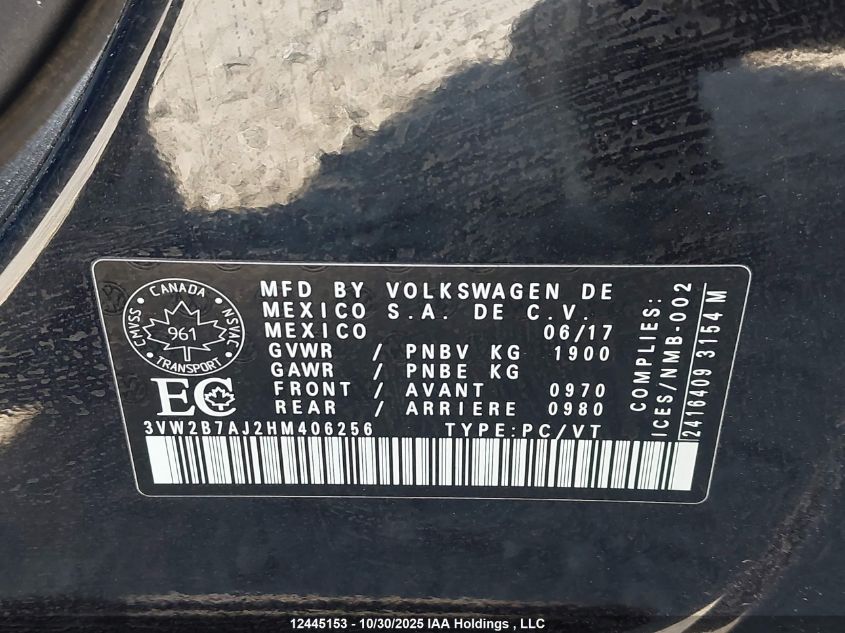 CANADA
CMVSS
NSVAC
961
TRANSPORT
EC
MFD BY VOLKSWAGEN DE
MEXICO S.A. DE C.V.
MEXICO 06/17
GVWR / PNBV KG 1900
GAWR / PNBE KG
FRONT / AVANT 0970
REAR / ARRIERE 0980
3VW2B7AJ2HM406256 TYPE:PC/VT
COMPLIES:
ICES/NMB-002
2416409 3154 M
12445153 - 10/30/2025 IAA Holdings , LLC